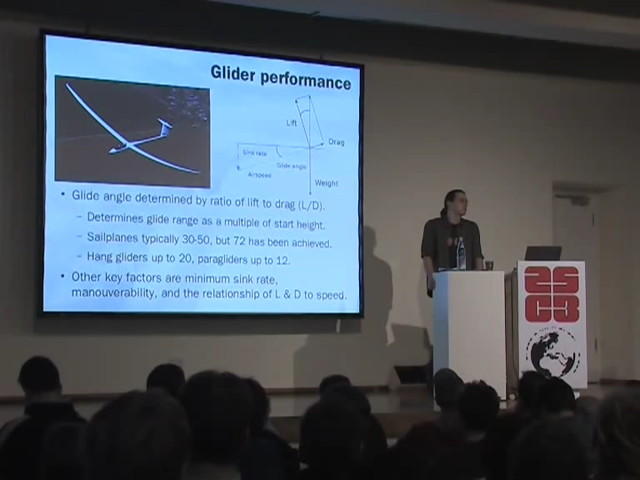 Glider performance
Lift
Drag
Sink rate
Glide angle
Airspeed
Weight
• Glide angle determined by ratio of lift to drag (L/D).
– Determines glide range as a multiple of start height.
– Sailplanes typically 30-50, but 72 has been achieved.
– Hang gliders up to 20, paragliders up to 12.
• Other key factors are minimum sink rate,
manouverability, and the relationship of L & D to speed.
25
C3